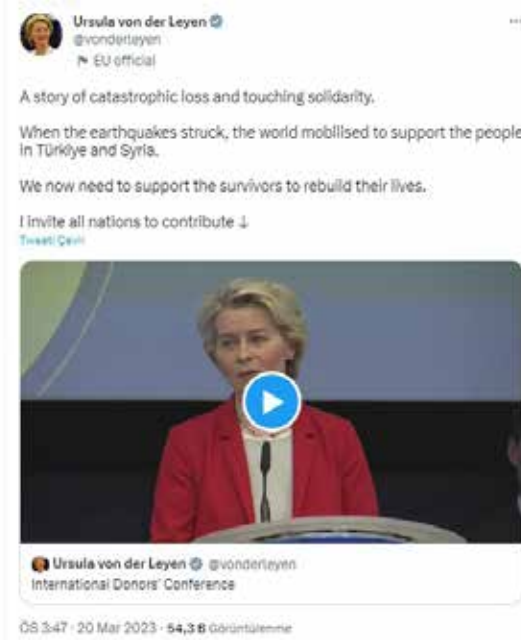 Ursula von der Leyen
@vonderleyen
EU official
A story of catastrophic loss and touching solidarity.
When the earthquakes struck, the world mobilised to support the people
in Türkiye and Syria.
We now need to support the survivors to rebuild their lives.
I invite all nations to contribute ↓
Tweeti Çevir
Ursula von der Leyen @vonderleyen
International Donors' Conference
ÖS 3:47 · 20 Mar 2023 · 54,3 B Görüntülenme